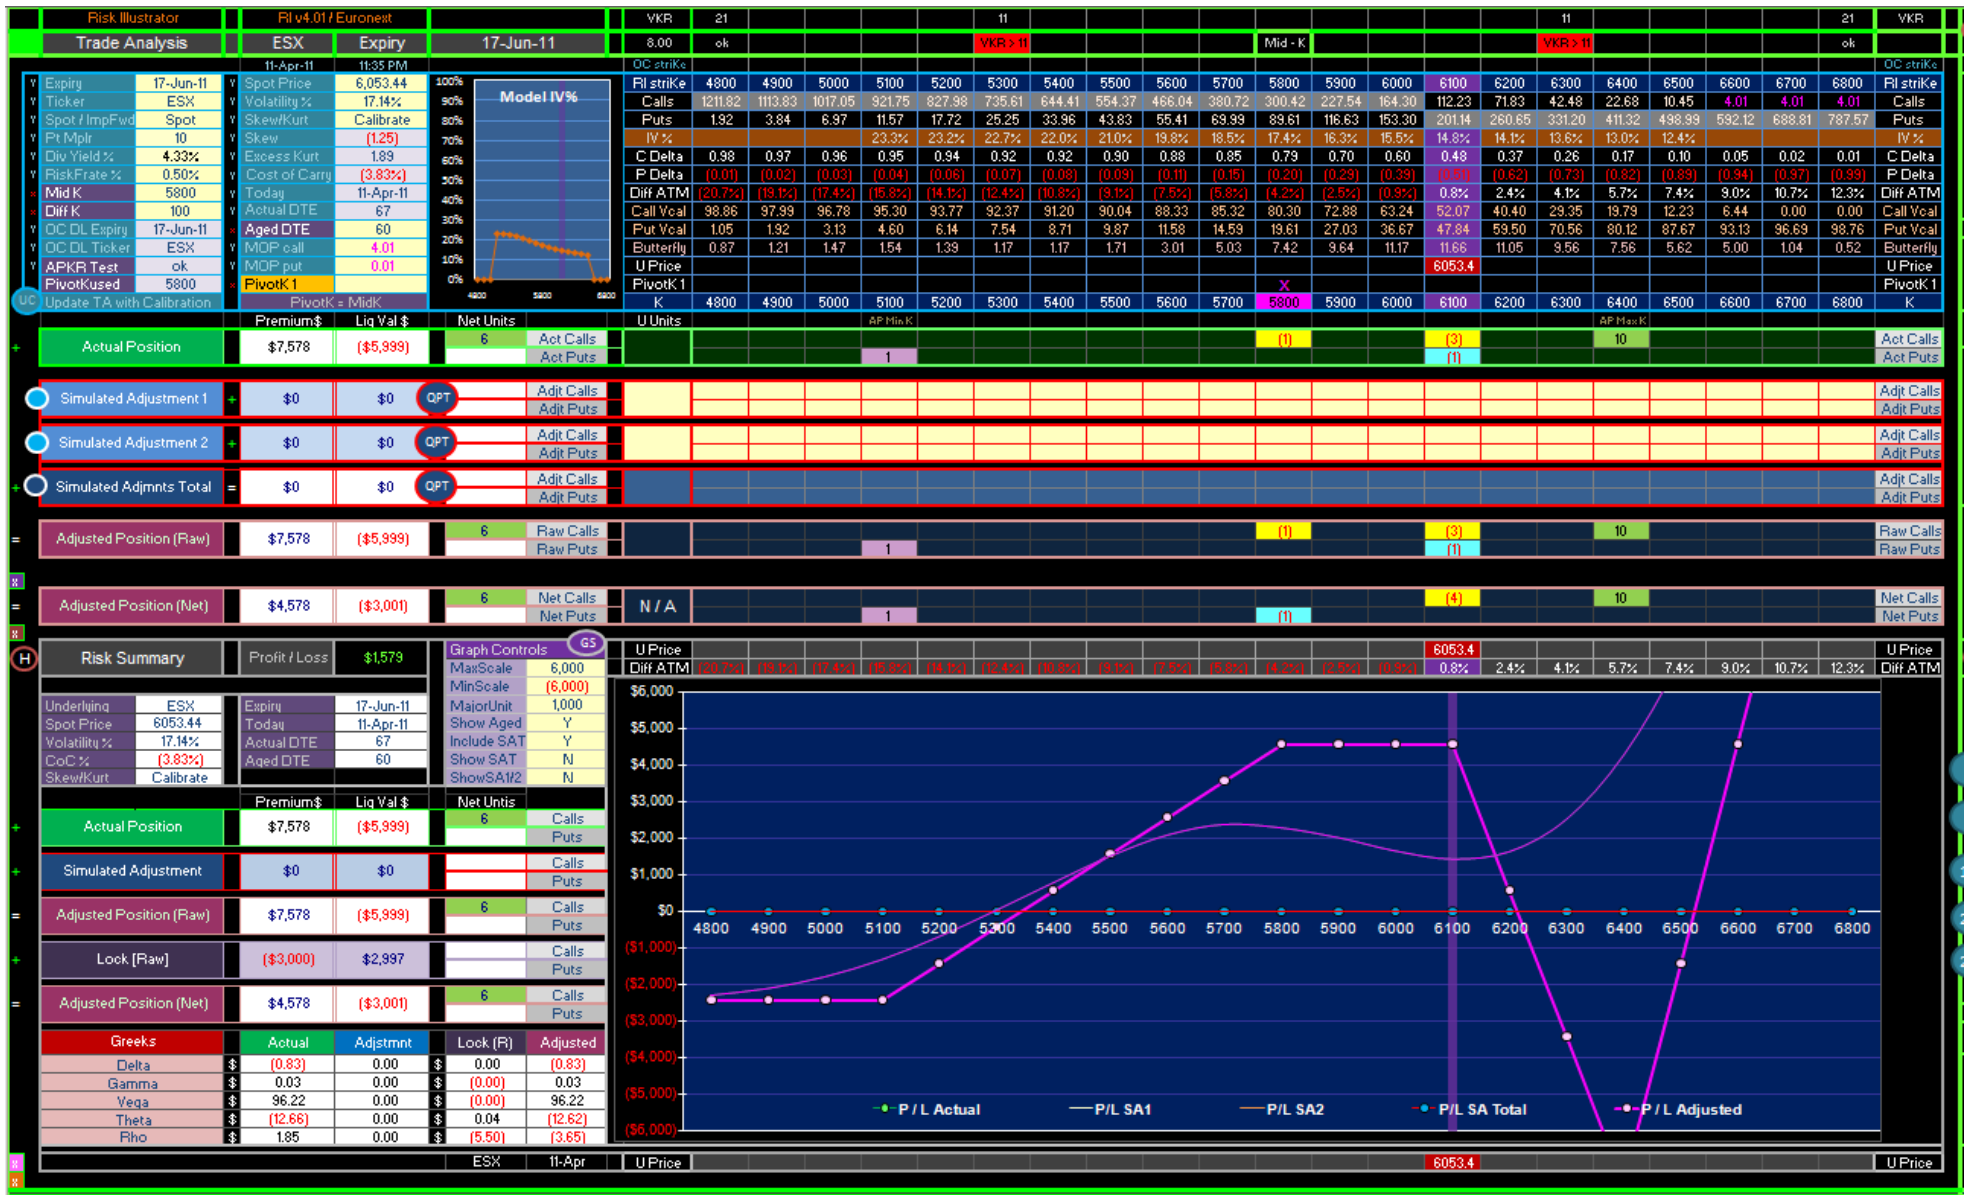 Risk Illustrator RI v4.01 / Euronext VKR 21 11 11 21 VKR
Trade Analysis ESX Expiry 17-Jun-11 8.00 ok VKR > 11 Mid - K VKR > 11 ok
11-Apr-11 11:35 PM OC striKe OC striKe
Y Expiry 17-Jun-11 Y Spot Price 6,053.44 RI striKe 4800 4900 5000 5100 5200 5300 5400 5500 5600 5700 5800 5900 6000 6100 6200 6300 6400 6500 6600 6700 6800 RI striKe
Y Ticker ESX Y Volatility % 17.14% Calls 1211.82 1113.83 1017.05 921.75 827.98 735.61 644.41 554.37 466.04 380.72 300.42 227.54 164.30 112.23 71.83 42.48 22.68 10.45 4.01 4.01 4.01 Calls
Y Spot / ImpFwd Spot Y Skew/Kurt Calibrate Puts 1.92 3.84 6.97 11.57 17.72 25.25 33.96 43.83 55.41 69.99 89.61 116.63 153.30 201.14 260.65 331.20 411.32 498.99 592.12 688.81 787.57 Puts
Y Pt Mplr 10 Y Skew (1.25) IV % 23.3% 23.2% 22.7% 22.0% 21.0% 19.8% 18.5% 17.4% 16.3% 15.5% 14.8% 14.1% 13.6% 13.0% 12.4% IV %
Y Div Yield % 4.33% Y Excess Kurt 1.89 C Delta 0.98 0.97 0.96 0.95 0.94 0.92 0.92 0.90 0.88 0.85 0.79 0.70 0.60 0.48 0.37 0.26 0.17 0.10 0.05 0.02 0.01 C Delta
Y RiskFrate % 0.50% Y Cost of Carry (3.83%) P Delta (0.01) (0.02) (0.03) (0.04) (0.06) (0.07) (0.08) (0.09) (0.11) (0.15) (0.20) (0.29) (0.39) (0.51) (0.62) (0.73) (0.82) (0.89) (0.94) (0.97) (0.99) P Delta
x Mid K 5800 Y Today 11-Apr-11 Diff ATM (20.7%) (19.1%) (17.4%) (15.8%) (14.1%) (12.4%) (10.8%) (9.1%) (7.5%) (5.8%) (4.2%) (2.5%) (0.9%) 0.8% 2.4% 4.1% 5.7% 7.4% 9.0% 10.7% 12.3% Diff ATM
x Diff K 100 Y Actual DTE 67 Call Vcal 98.86 97.99 96.78 95.30 93.77 92.37 91.20 90.04 88.33 85.32 80.30 72.88 63.24 52.07 40.40 29.35 19.79 12.23 6.44 0.00 0.00 Call Vcal
Y OC DL Expiry 17-Jun-11 x Aged DTE 60 Put Vcal 1.05 1.92 3.13 4.60 6.14 7.54 8.71 9.87 11.58 14.59 19.61 27.03 36.67 47.84 59.50 70.56 80.12 87.67 93.13 96.69 98.76 Put Vcal
Y OC DL Ticker ESX Y MOP call 4.01 Butterfly 0.87 1.21 1.47 1.54 1.39 1.17 1.17 1.71 3.01 5.03 7.42 9.64 11.17 11.66 11.05 9.56 7.56 5.62 5.00 1.04 0.52 Butterfly
Y APKR Test ok Y MOP put 0.01 U Price 6053.4 U Price
PivotKused 5800 x PivotK 1 PivotK 1 X PivotK 1
UC Update TA with Calibration PivotK = MidK K 4800 4900 5000 5100 5200 5300 5400 5500 5600 5700 5800 5900 6000 6100 6200 6300 6400 6500 6600 6700 6800 K
Model IV%
100%
90%
80%
70%
60%
50%
40%
30%
20%
10%
0%
4800 5800 6800
Premium$ Liq Val $ Net Units U Units AP Min K AP Max K
+ Actual Position $7,578 ($5,999) 6 Act Calls (1) (3) 10 Act Calls
Act Puts 1 (1) Act Puts
Simulated Adjustment 1 + $0 $0 QPT Adjt Calls Adjt Calls
Adjt Puts Adjt Puts
Simulated Adjustment 2 + $0 $0 QPT Adjt Calls Adjt Calls
Adjt Puts Adjt Puts
+ Simulated Adjmnts Total = $0 $0 QPT Adjt Calls Adjt Calls
Adjt Puts Adjt Puts
= Adjusted Position (Raw) $7,578 ($5,999) 6 Raw Calls (1) (3) 10 Raw Calls
Raw Puts 1 (1) Raw Puts
x
= Adjusted Position (Net) $4,578 ($3,001) 6 Net Calls N / A (4) 10 Net Calls
Net Puts 1 (1) Net Puts
x
H Risk Summary Profit / Loss $1,579 Graph Controls GS U Price 6053.4 U Price
MaxScale 6,000 Diff ATM (20.7%) (19.1%) (17.4%) (15.8%) (14.1%) (12.4%) (10.8%) (9.1%) (7.5%) (5.8%) (4.2%) (2.5%) (0.9%) 0.8% 2.4% 4.1% 5.7% 7.4% 9.0% 10.7% 12.3% Diff ATM
MinScale (6,000)
Underlying ESX Expiry 17-Jun-11 MajorUnit 1,000
Spot Price 6053.44 Today 11-Apr-11 Show Aged Y
Volatility % 17.14% Actual DTE 67 Include SAT Y
CoC % (3.83%) Aged DTE 60 Show SAT N
Skew/Kurt Calibrate ShowSA1/2 N
Premium$ Liq Val $ Net Untis
+ Actual Position $7,578 ($5,999) 6 Calls
Puts
+ Simulated Adjustment $0 $0 Calls
Puts
= Adjusted Position (Raw) $7,578 ($5,999) 6 Calls
Puts
+ Lock [Raw] ($3,000) $2,997 Calls
Puts
= Adjusted Position (Net) $4,578 ($3,001) 6 Calls
Puts
Greeks Actual Adjstmnt Lock (R) Adjusted
Delta $ (0.83) 0.00 $ 0.00 (0.83)
Gamma $ 0.03 0.00 $ (0.00) 0.03
Vega $ 96.22 0.00 $ (0.00) 96.22
Theta $ (12.66) 0.00 $ 0.04 (12.62)
Rho $ 1.85 0.00 $ (5.50) (3.65)
$6,000
$5,000
$4,000
$3,000
$2,000
$1,000
$0
4800 4900 5000 5100 5200 5300 5400 5500 5600 5700 5800 5900 6000 6100 6200 6300 6400 6500 6600 6700 6800
($1,000)
($2,000)
($3,000)
($4,000)
($5,000)
($6,000)
P / L Actual P/L SA1 P/L SA2 P/L SA Total P / L Adjusted
x ESX 11-Apr U Price 6053.4 U Price
x